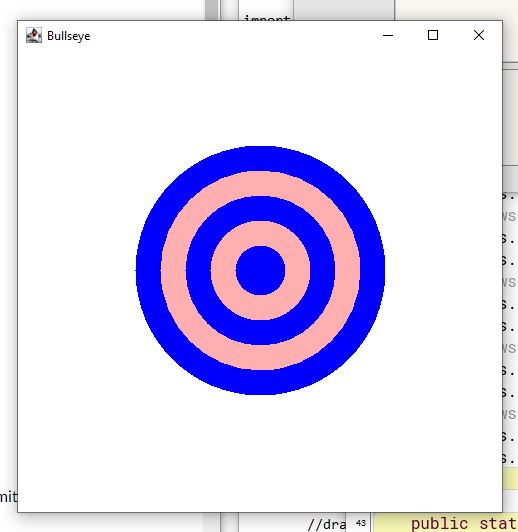 import
Bullseye
s.
ws
s.
s.
ws
s.
s.
ws
s.
s.
ws
s.
s.
mit
//dra
43
public stat